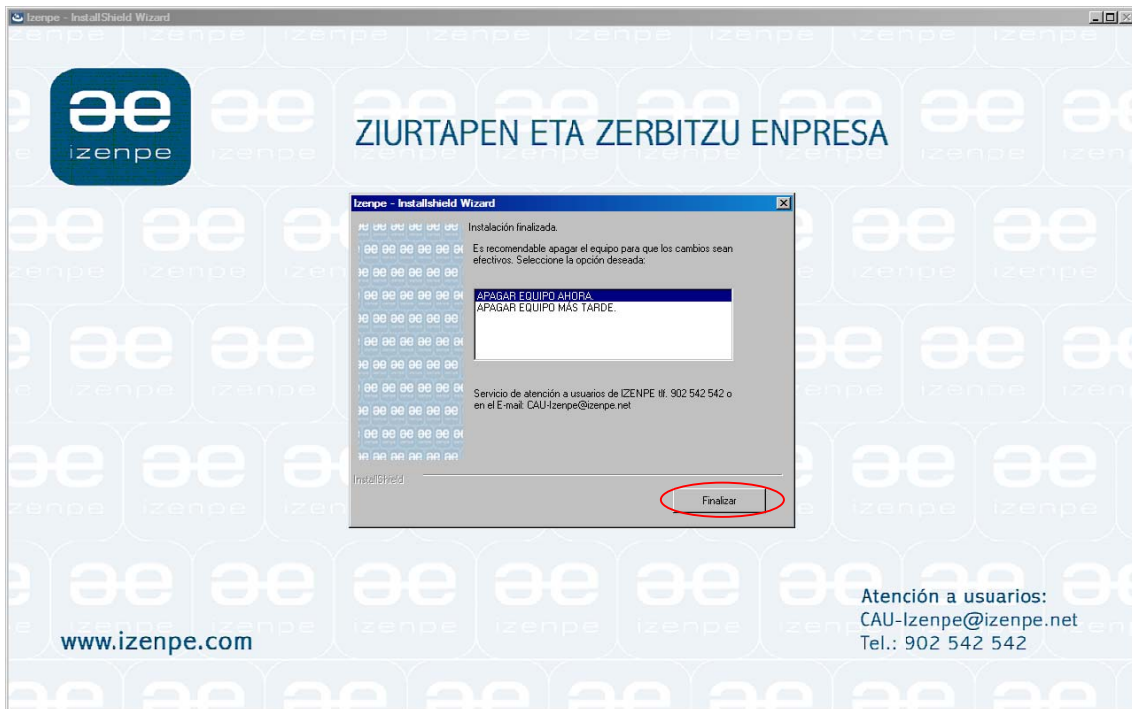 Izenpe - InstallShield Wizard
izenpe
ZIURTAPEN ETA ZERBITZU ENPRESA
Izenpe - Installshield Wizard
Instalación finalizada.
Es recomendable apagar el equipo para que los cambios sean
efectivos. Seleccione la opción deseada:
APAGAR EQUIPO AHORA.
APAGAR EQUIPO MÁS TARDE.
Servicio de atención a usuarios de IZENPE tlf. 902 542 542 o
en el E-mail: CAU-Izenpe@izenpe.net
InstallShield
Finalizar
www.izenpe.com
Atención a usuarios:
CAU-Izenpe@izenpe.net
Tel.: 902 542 542